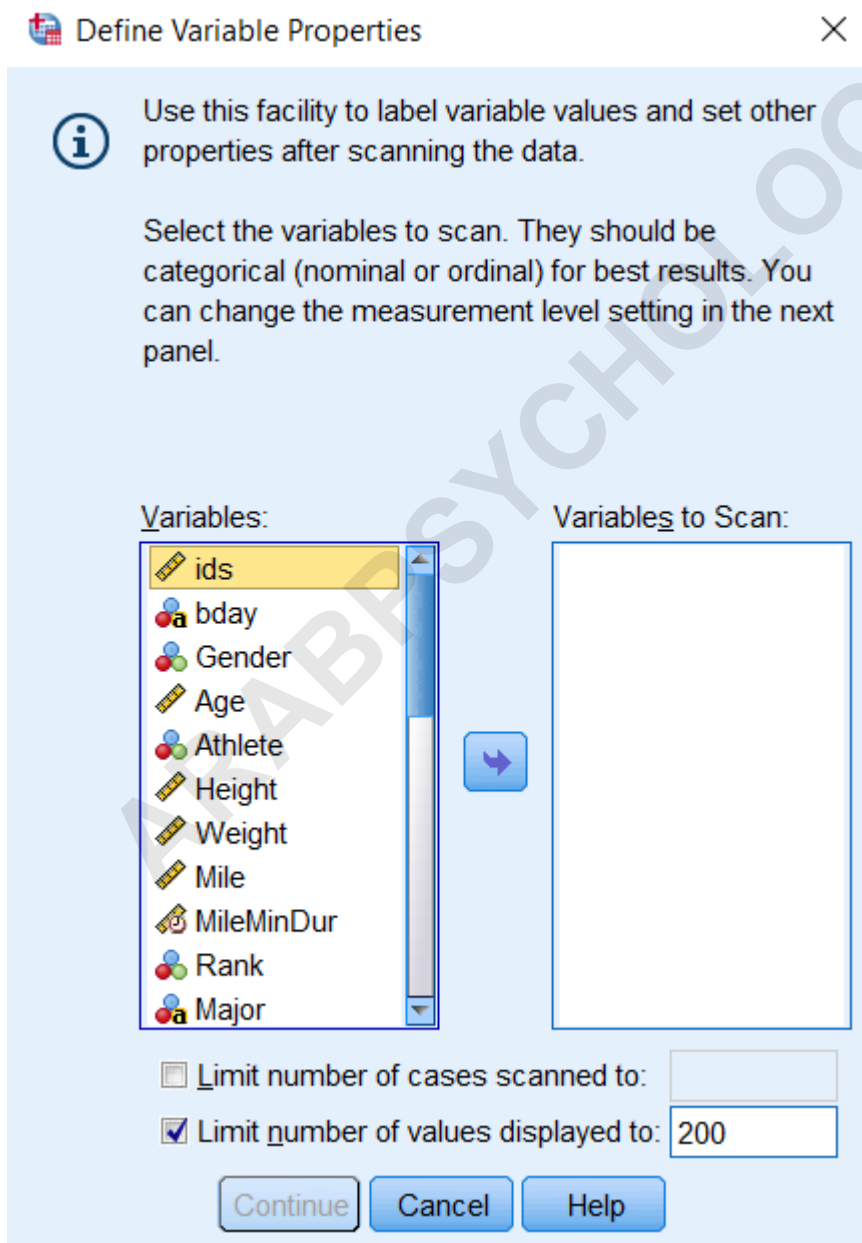 Define Variable Properties
Use this facility to label variable values and set other
properties after scanning the data.
Select the variables to scan. They should be
categorical (nominal or ordinal) for best results. You
can change the measurement level setting in the next
panel.
Variables:
ids
bday
Gender
Age
Athlete
Height
Weight
Mile
MileMinDur
Rank
Major
Variables to Scan:
Limit number of cases scanned to:
Limit number of values displayed to: 200
Continue Cancel Help
ARABPSYCHOLOG